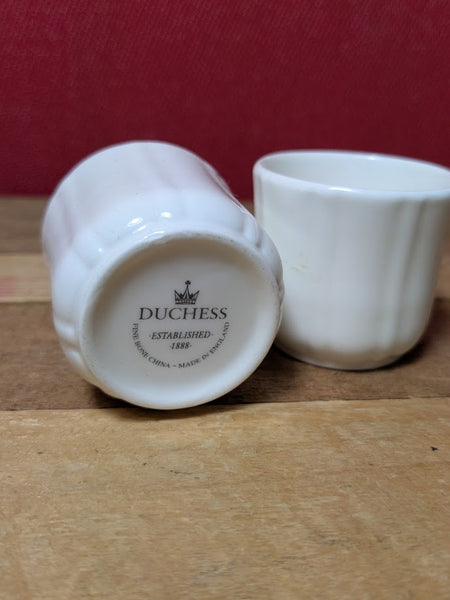 DUCHESS
·ESTABLISHED·
·1888·
FINE BONE CHINA ~ MADE IN ENGLAND